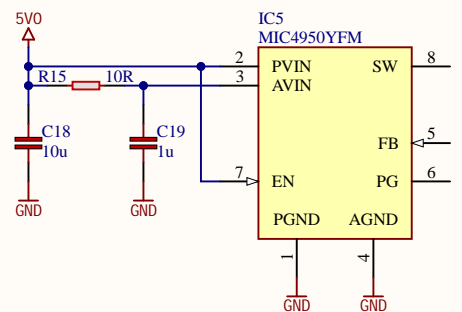 5V0
IC5
MIC4950YFM
2 PVIN SW 8
R15 10R 3 AVIN
C18 C19
10u 1u
FB 5
7 EN PG 6
GND GND
PGND AGND
1 4
GND GND